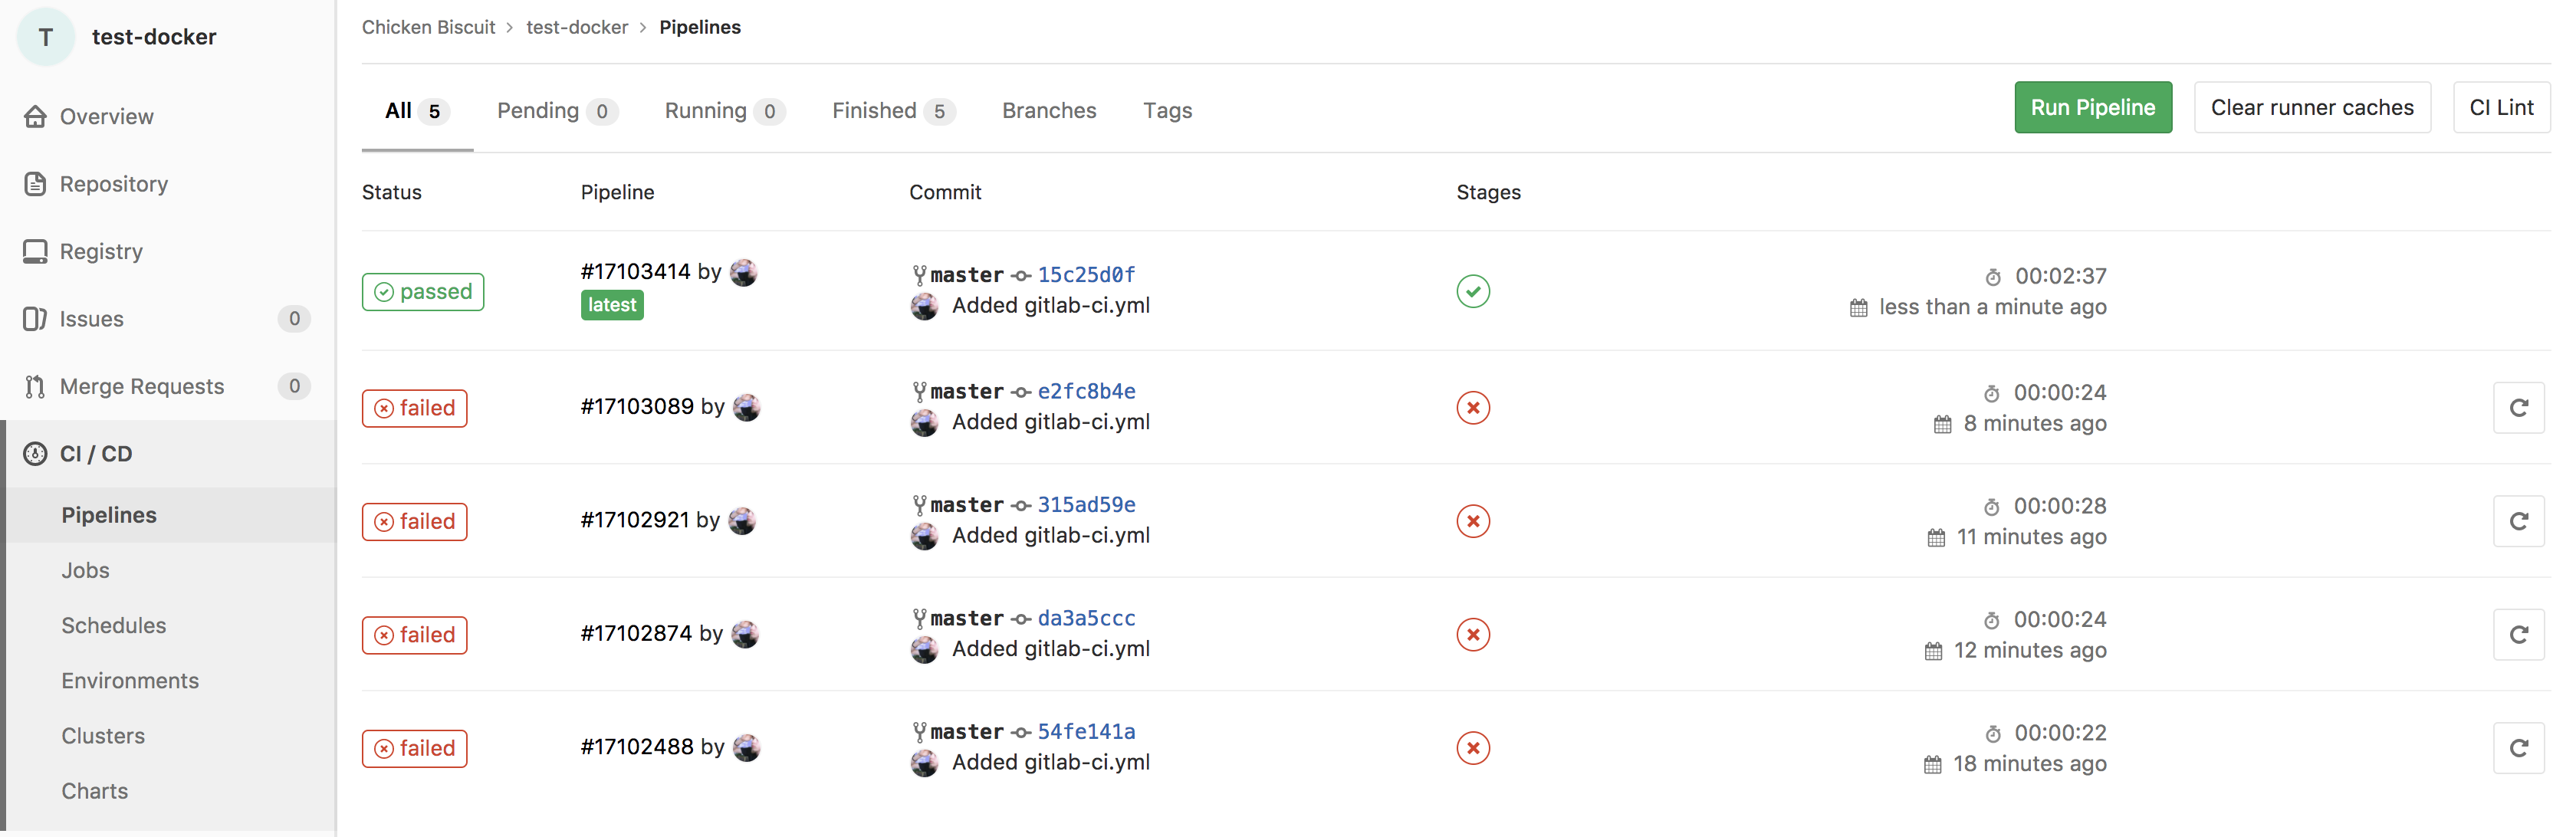 T test-docker
Overview
Repository
Registry
Issues 0
Merge Requests 0
CI / CD
Pipelines
Jobs
Schedules
Environments
Clusters
Charts
Chicken Biscuit > test-docker > Pipelines
All 5 Pending 0 Running 0 Finished 5 Branches Tags Run Pipeline Clear runner caches CI Lint
Status Pipeline Commit Stages
passed #17103414 by latest master 15c25d0f 00:02:37
Added gitlab-ci.yml less than a minute ago
failed #17103089 by master e2fc8b4e 00:00:24
Added gitlab-ci.yml 8 minutes ago
failed #17102921 by master 315ad59e 00:00:28
Added gitlab-ci.yml 11 minutes ago
failed #17102874 by master da3a5ccc 00:00:24
Added gitlab-ci.yml 12 minutes ago
failed #17102488 by master 54fe141a 00:00:22
Added gitlab-ci.yml 18 minutes ago